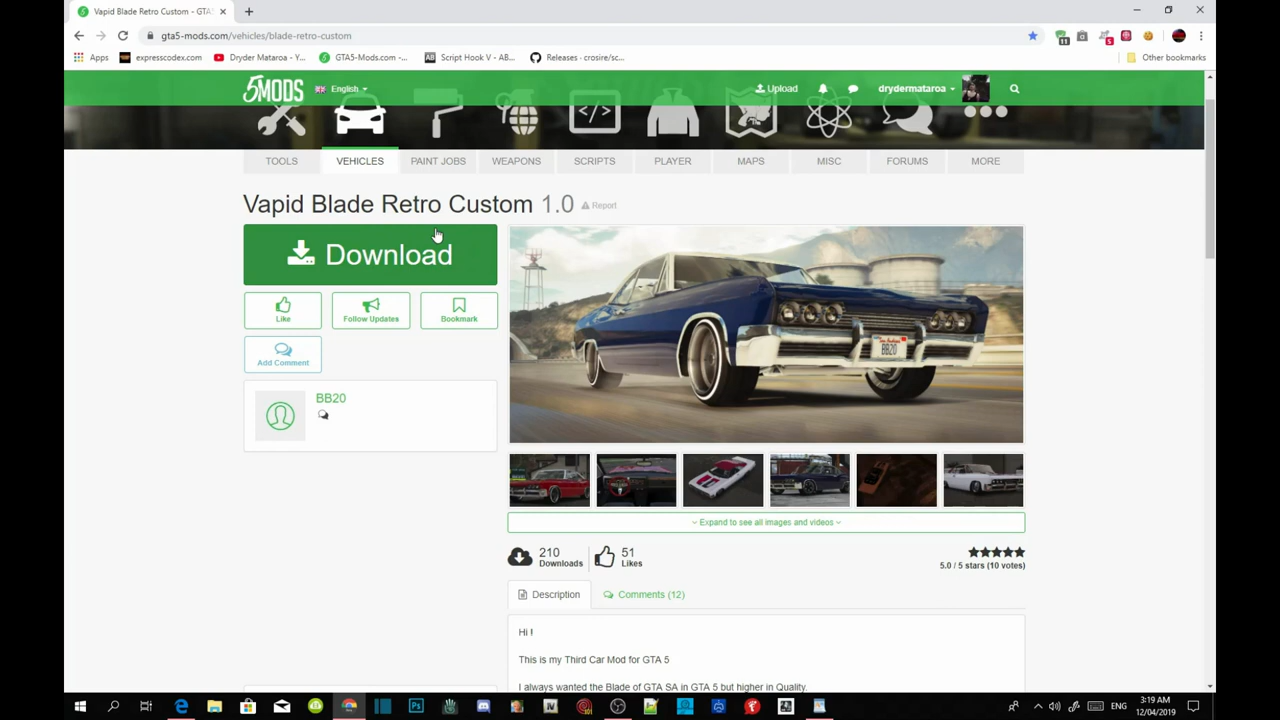 Vapid Blade Retro Custom - GTA5
gta5-mods.com/vehicles/blade-retro-custom
Apps
expresscodex.com
Dryder Mataroa - Y...
GTA5-Mods.com -...
Script Hook V - AB...
Releases · crosire/sc...
Other bookmarks
11
5
5MODS
English
Upload
drydermataroa
TOOLS
VEHICLES
PAINT JOBS
WEAPONS
SCRIPTS
PLAYER
MAPS
MISC
FORUMS
MORE
Vapid Blade Retro Custom 1.0 Report
Download
Like
Follow Updates
Bookmark
Add Comment
BB20
BB20
Expand to see all images and videos
210
Downloads
51
Likes
5.0 / 5 stars (10 votes)
Description
Comments (12)
Hi !
This is my Third Car Mod for GTA 5
I always wanted the Blade of GTA SA in GTA 5 but higher in Quality.
ENG
3:19 AM
12/04/2019